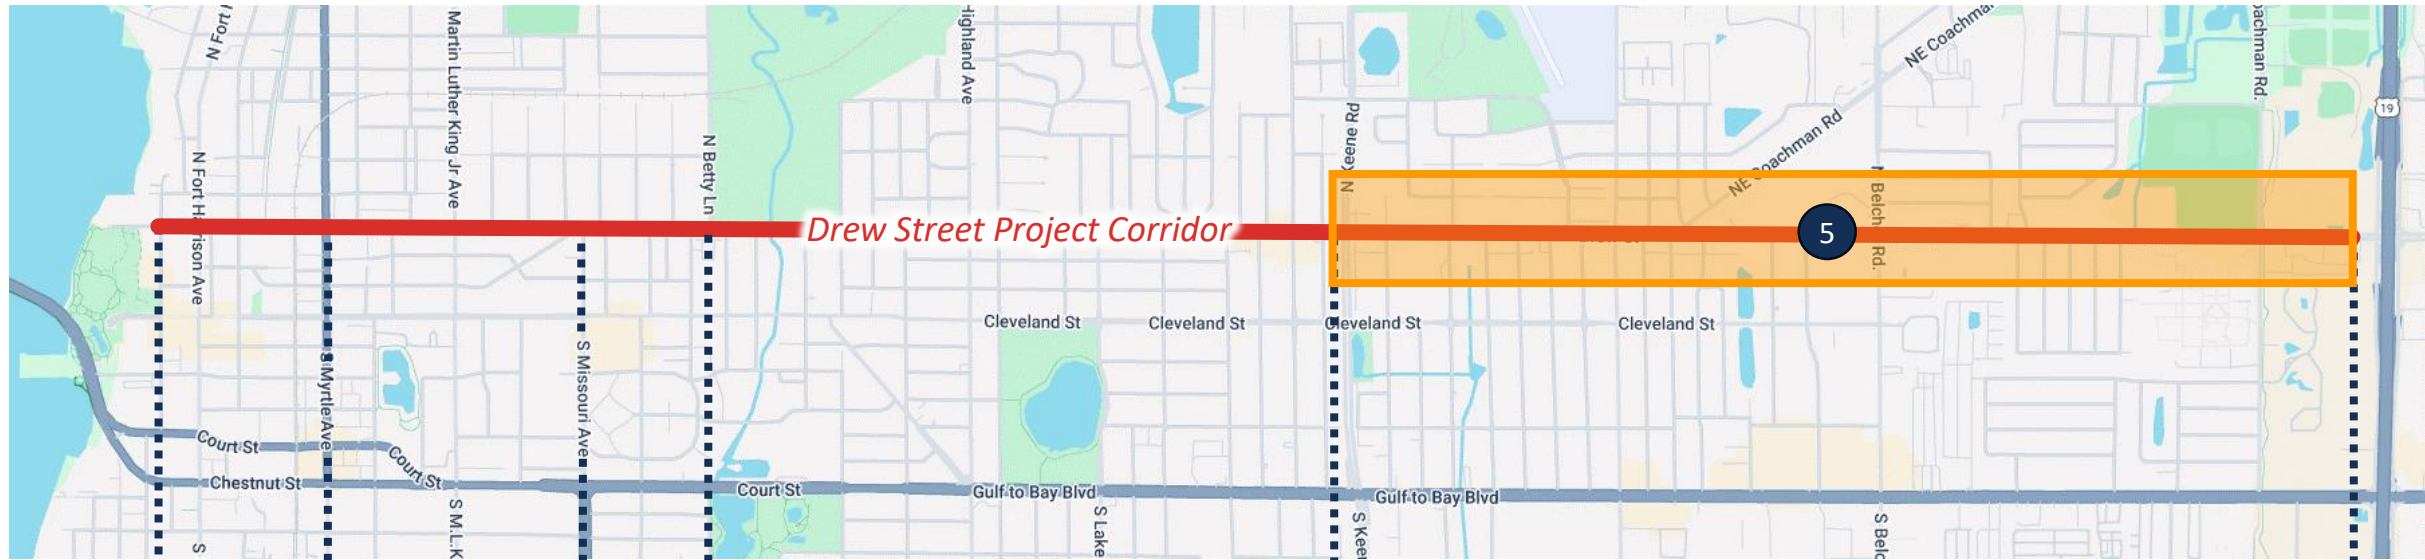 N Fort
Martin Luther King Jr Ave
Highland Ave
NE Coachman
Coachman Rd.
19
N Keene Rd
NE Coachman Rd
N Betty Ln
N Fort Harrison Ave
N Belcher Rd.
Drew Street Project Corridor
5
Cleveland St
Cleveland St
Cleveland St
Cleveland St
S Myrtle Ave
S Missouri Ave
Court St
Court St
Chestnut St
Court St
Gulf to Bay Blvd
Gulf to Bay Blvd
S
S M.L.K
S Lake
S Kee
S Belc